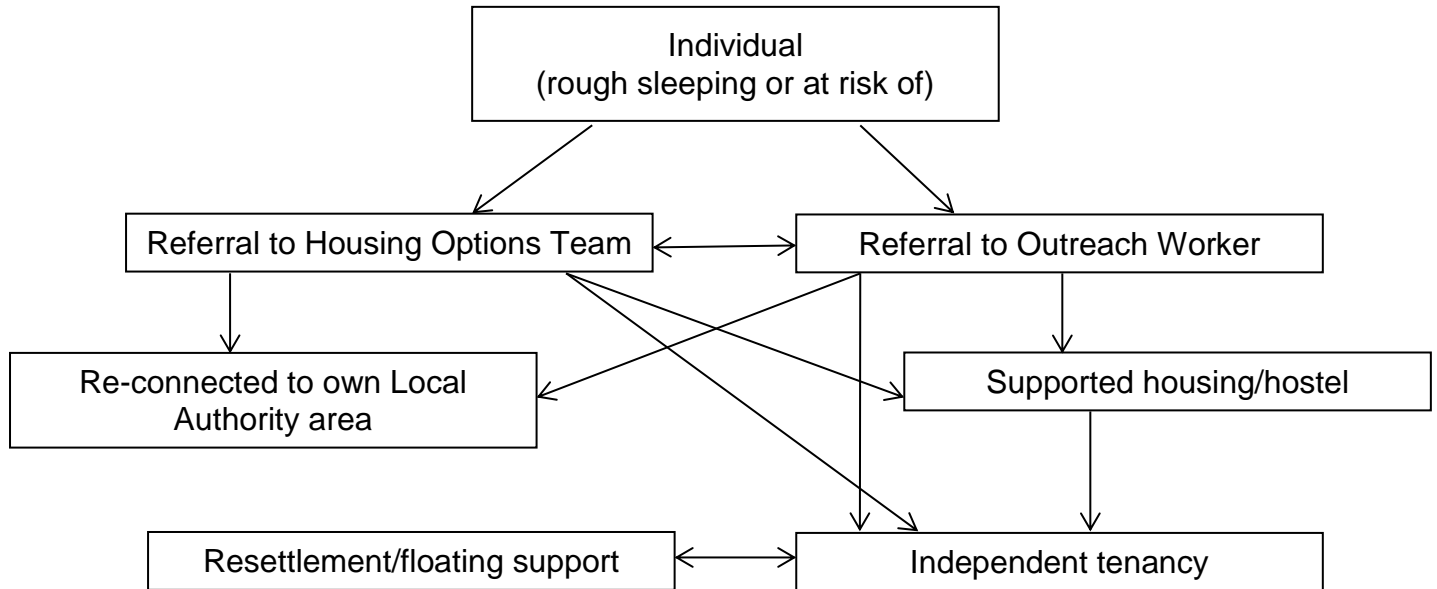 Individual
(rough sleeping or at risk of)
Referral to Housing Options Team
Referral to Outreach Worker
Re-connected to own Local
Authority area
Supported housing/hostel
Resettlement/floating support
Independent tenancy